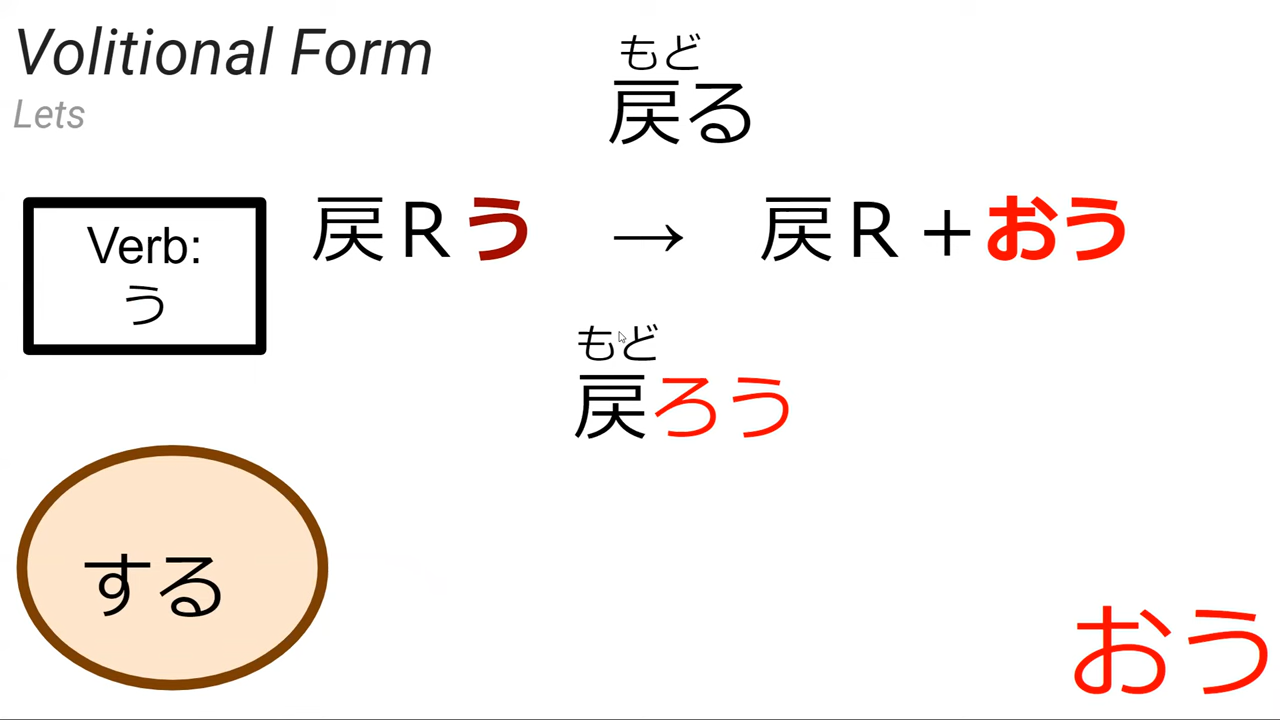 Volitional Form
Lets
もど
戻る
Verb:
う
戻Rう → 戻R+おう
もど
戻ろう
する
おう